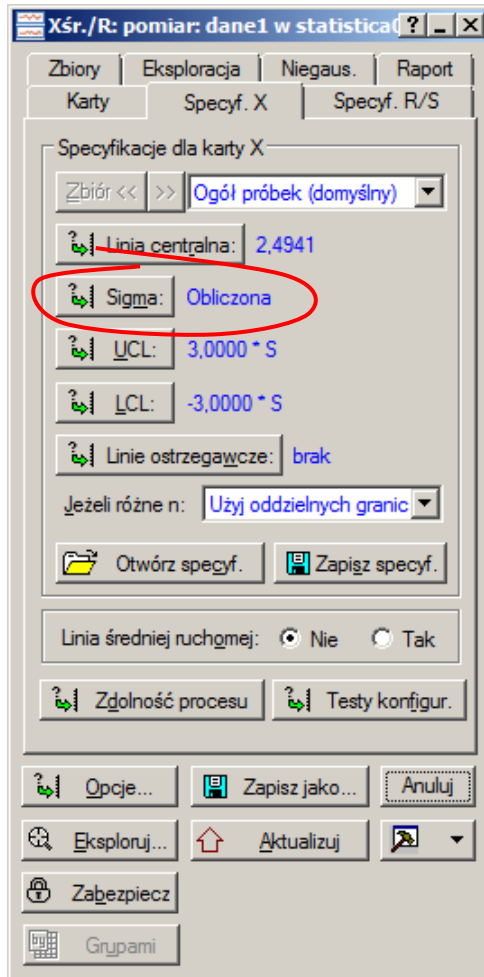 Xśr./R: pomiar: dane1 w statistica
Zbiory Eksploracja Niegaus. Raport
Karty Specyf. X Specyf. R/S
Specyfikacje dla karty X
Zbiór << >> Ogół próbek (domyślny)
Linia centralna: 2,4941
Sigma: Obliczona
UCL: 3,0000 * S
LCL: -3,0000 * S
Linie ostrzegawcze: brak
Jeżeli różne n: Użyj oddzielnych granic
Otwórz specyf. Zapisz specyf.
Linia średniej ruchomej: Nie Tak
Zdolność procesu Testy konfigur.
Opcje... Zapisz jako... Anuluj
Eksploruj... Aktualizuj
Zabezpiecz
Grupami